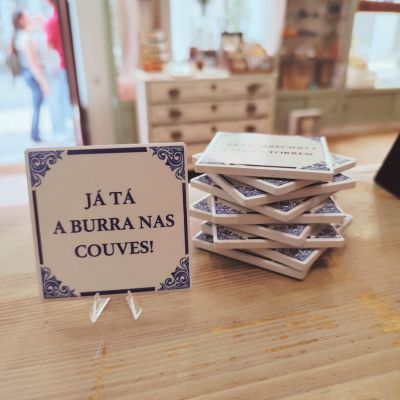 JÁ TÁ
A BURRA NAS
COUVES!